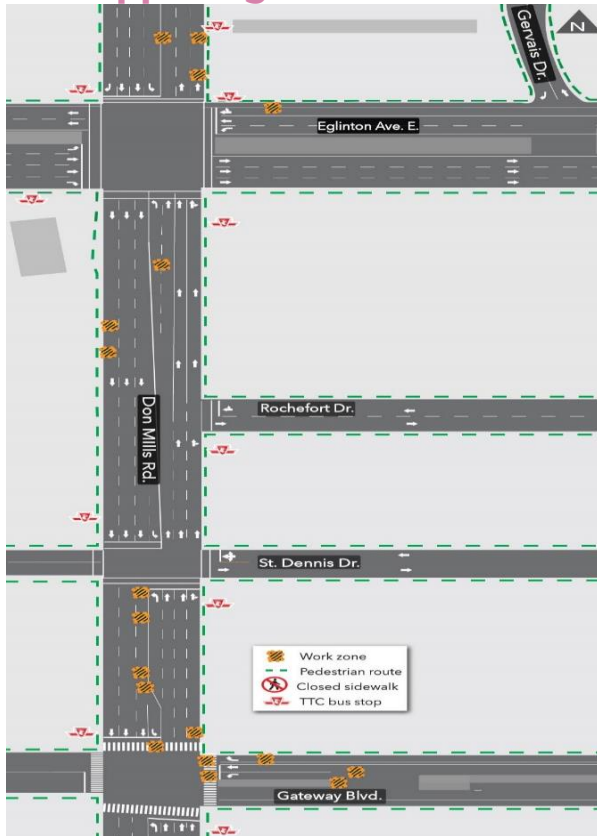 Gervais Dr.
N
Eglinton Ave. E.
Don Mills Rd.
Rochefort Dr.
St. Dennis Dr.
Work zone
Pedestrian route
Closed sidewalk
TTC bus stop
Gateway Blvd.